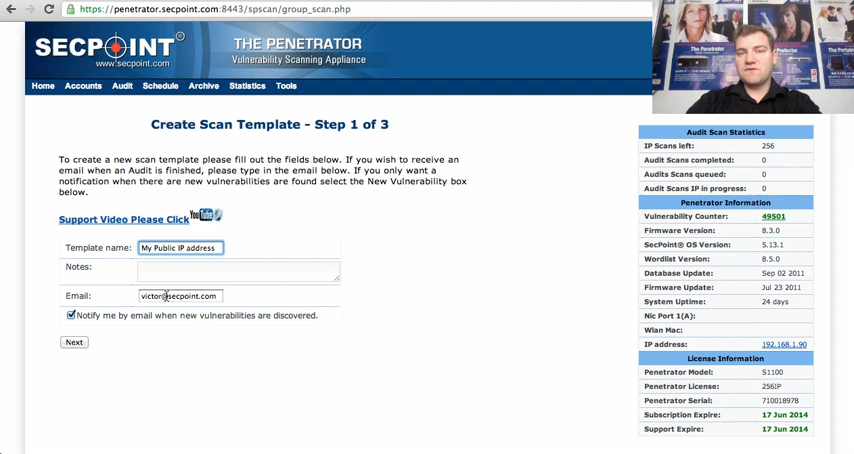 https://penetrator.secpoint.com:8443/spscan/group_scan.php
SECPOINT®
www.secpoint.com
THE PENETRATOR
Vulnerability Scanning Appliance
Home Accounts Audit Schedule Archive Statistics Tools
Create Scan Template - Step 1 of 3
To create a new scan template please fill out the fields below. If you wish to receive an
email when an Audit is finished, please type in the email below. If you only want a
notification when there are new vulnerabilities are found select the New Vulnerability box
below.
Support Video Please Click YouTube
Template name: My Public IP address
Notes:
Email: victor@secpoint.com
Notify me by email when new vulnerabilities are discovered.
Next
The Penetrator
Protector
Audit Scan Statistics
IP Scans left: 256
Audit Scans completed: 0
Audits Scans queued: 0
Audit Scans IP in progress: 0
Penetrator Information
Vulnerability Counter: 49501
Firmware Version: 8.3.0
SecPoint® OS Version: 5.13.1
Wordlist Version: 8.5.0
Database Update: Sep 02 2011
Firmware Update: Jul 23 2011
System Uptime: 24 days
Nic Port 1(A):
Wlan Mac:
IP address: 192.168.1.90
License Information
Penetrator Model: S1100
Penetrator License: 256IP
Penetrator Serial: 710018978
Subscription Expire: 17 Jun 2014
Support Expire: 17 Jun 2014